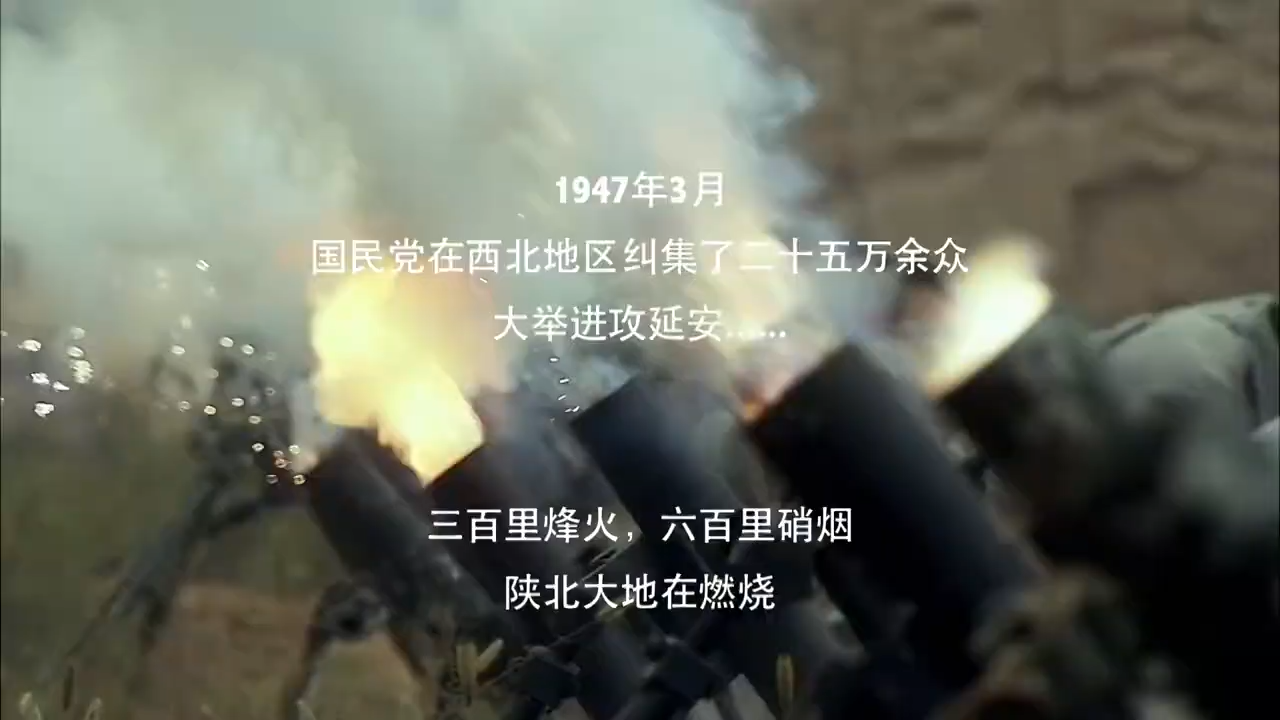 1947年3月
国民党在西北地区纠集了二十五万余众
大举进攻延安......
三百里烽火，六百里硝烟
陕北大地在燃烧